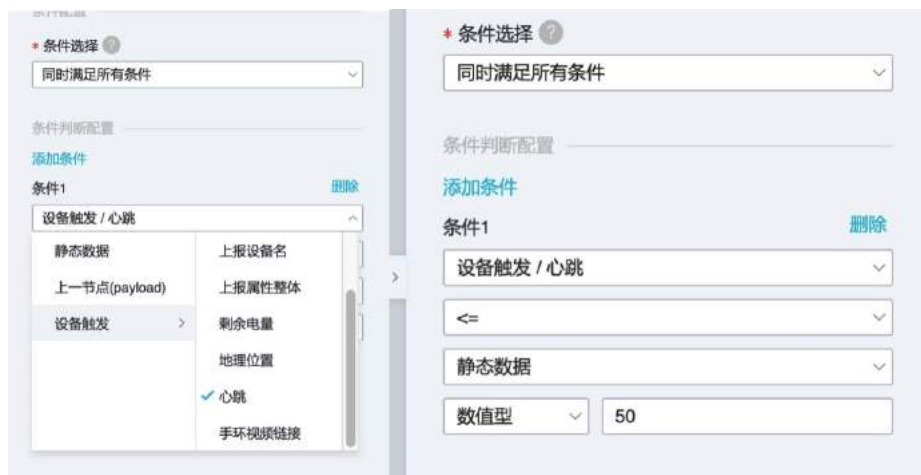 * 条件选择 ?
同时满足所有条件
条件判断配置
添加条件
条件1 删除
设备触发 / 心跳
静态数据 上报设备名
上一节点(payload) 上报属性整体
设备触发 > 剩余电量
地理位置
心跳
手环视频链接
>
* 条件选择 ?
同时满足所有条件
条件判断配置
添加条件
条件1 删除
设备触发 / 心跳
<=
静态数据
数值型 50